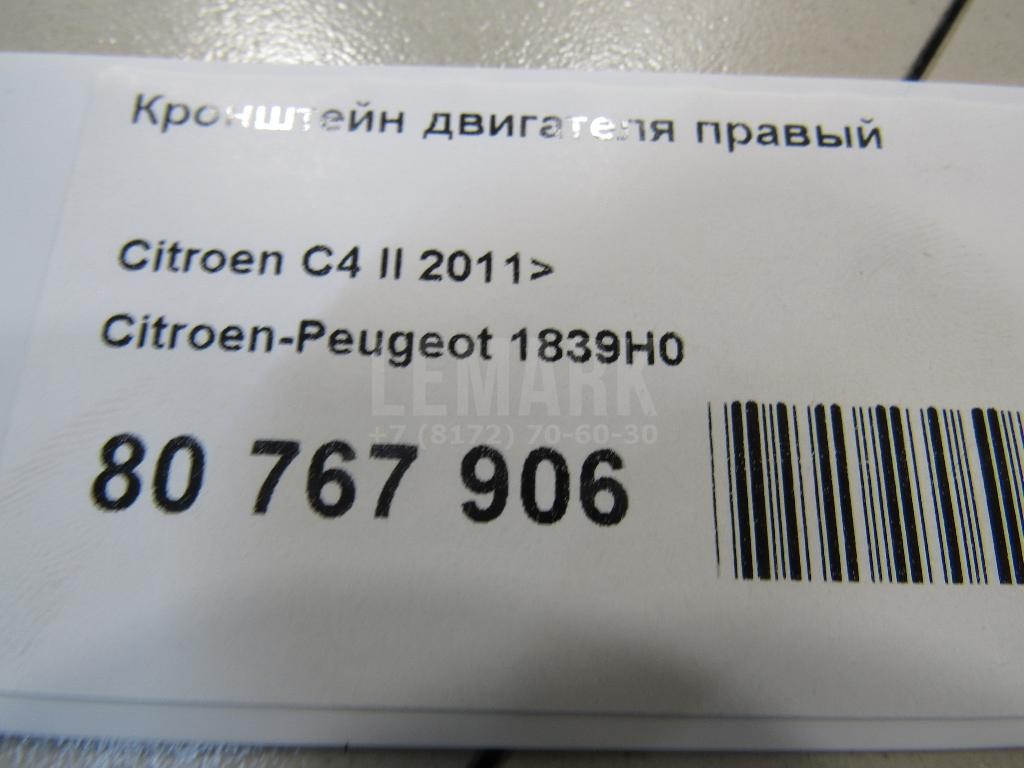 Кронштейн двигателя правый
Citroen C4 II 2011>
Citroen-Peugeot 1839H0
LEMARK
+7 (8172) 70-60-30
80 767 906